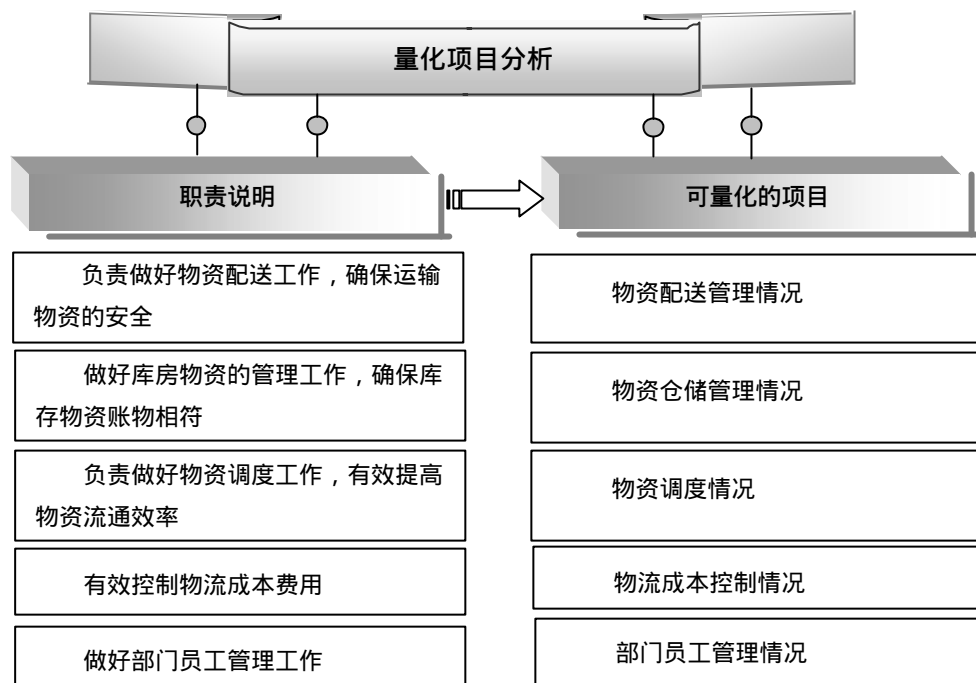 量化项目分析
职责说明
可量化的项目
负责做好物资配送工作，确保运输
物资的安全
物资配送管理情况
做好库房物资的管理工作，确保库
存物资账物相符
物资仓储管理情况
负责做好物资调度工作，有效提高
物资流通效率
物资调度情况
有效控制物流成本费用
物流成本控制情况
做好部门员工管理工作
部门员工管理情况